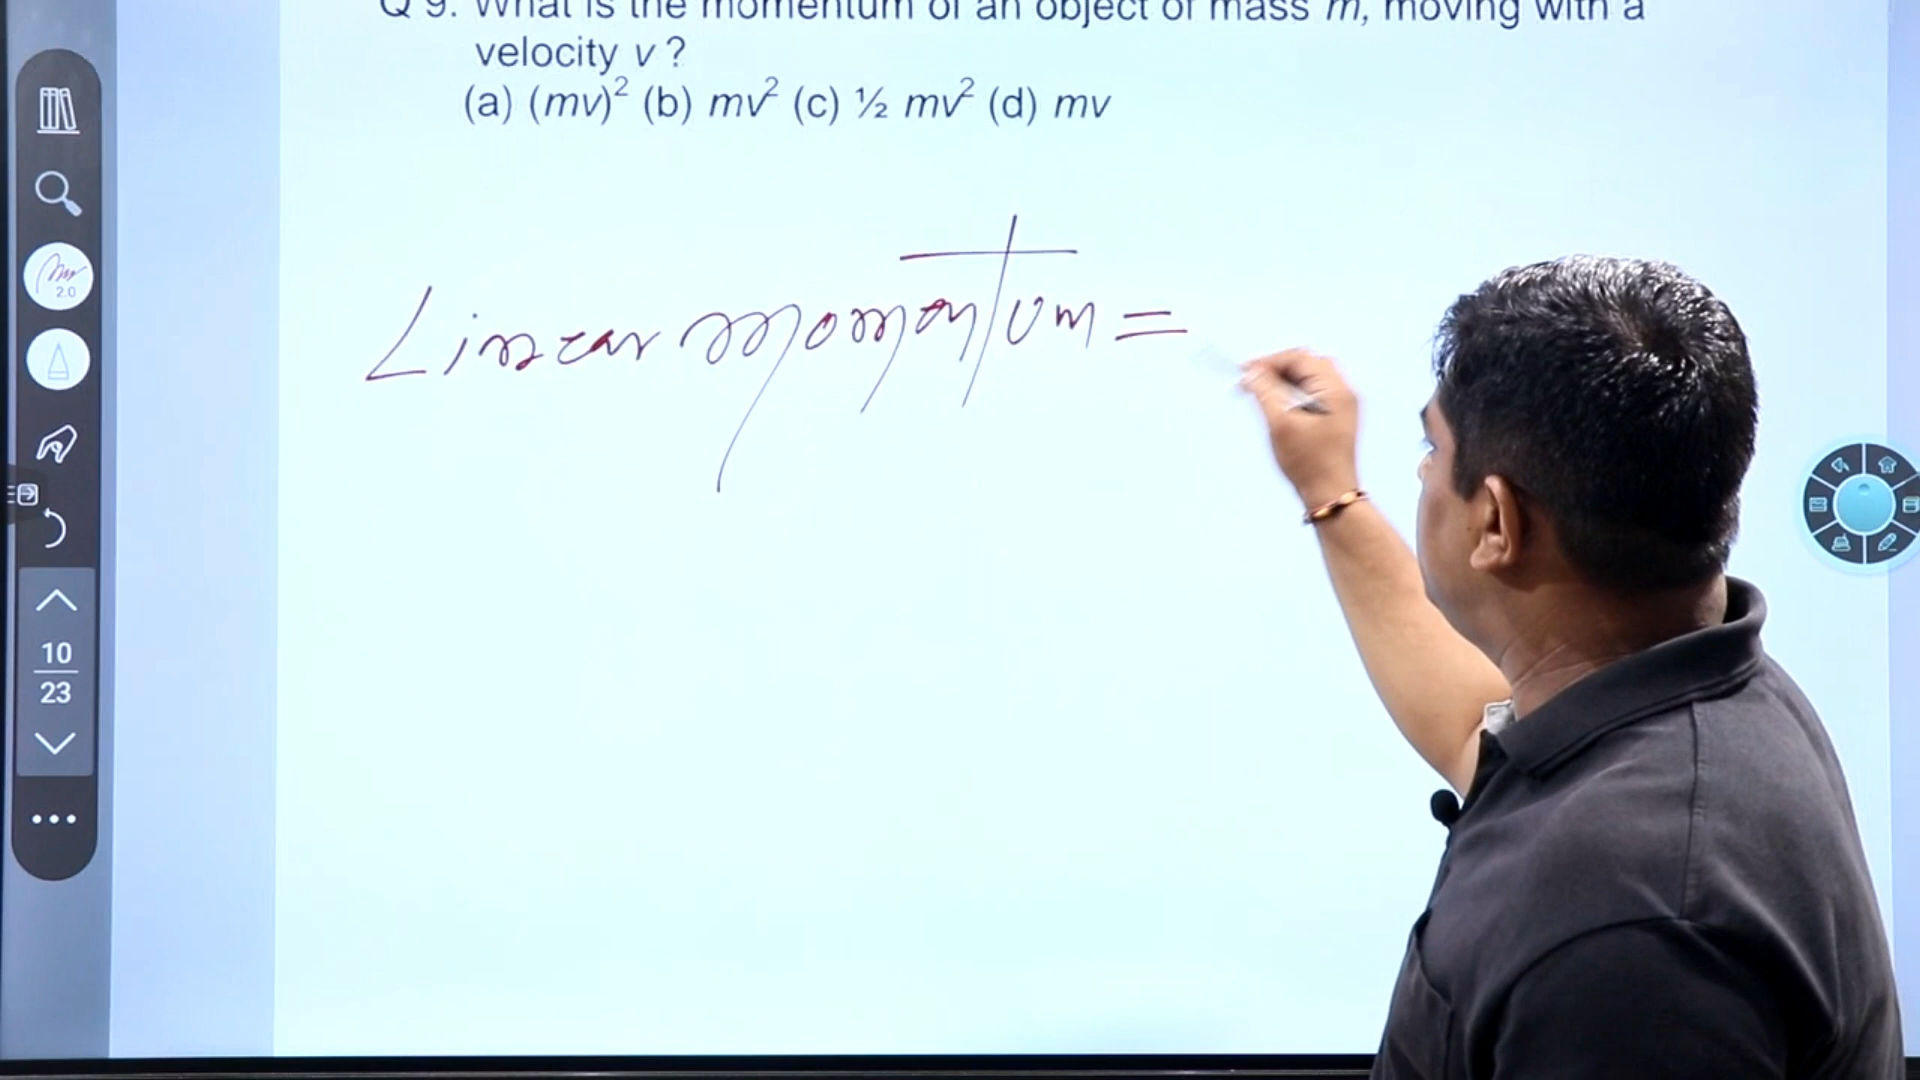 Q 9. What is the momentum of an object of mass m, moving with a
velocity v ?
(a) (mv)² (b) mv² (c) ½ mv² (d) mv
Linear momentum =
2.0
10
23